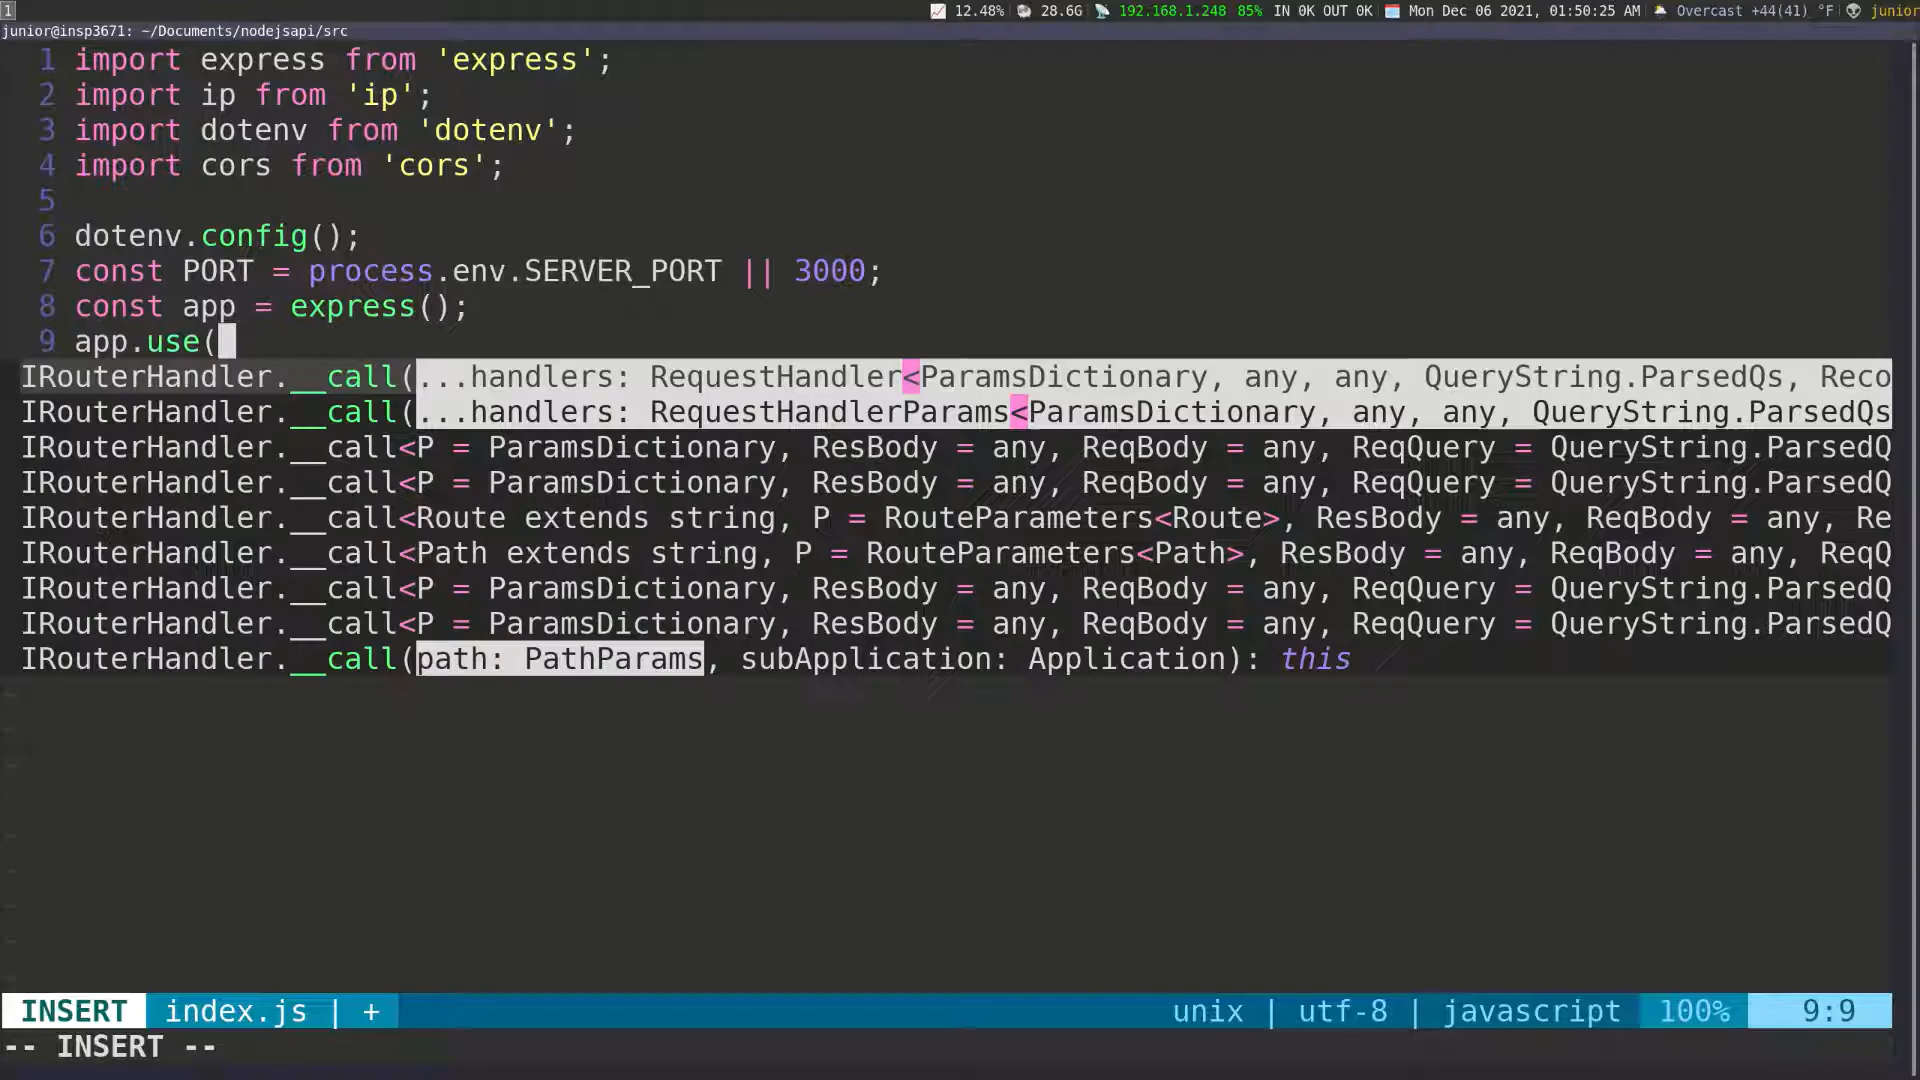 1 12.48% 28.6G 192.168.1.248 85% IN 0K OUT 0K Mon Dec 06 2021, 01:50:25 AM Overcast +44(41) °F junior
junior@insp3671: ~/Documents/nodejsapi/src
1 import express from 'express';
2 import ip from 'ip';
3 import dotenv from 'dotenv';
4 import cors from 'cors';
5
6 dotenv.config();
7 const PORT = process.env.SERVER_PORT || 3000;
8 const app = express();
9 app.use(
IRouterHandler.__call(...handlers: RequestHandler<ParamsDictionary, any, any, QueryString.ParsedQs, Reco
IRouterHandler.__call(...handlers: RequestHandlerParams<ParamsDictionary, any, any, QueryString.ParsedQs
IRouterHandler.__call<P = ParamsDictionary, ResBody = any, ReqBody = any, ReqQuery = QueryString.ParsedQ
IRouterHandler.__call<P = ParamsDictionary, ResBody = any, ReqBody = any, ReqQuery = QueryString.ParsedQ
IRouterHandler.__call<Route extends string, P = RouteParameters<Route>, ResBody = any, ReqBody = any, Re
IRouterHandler.__call<Path extends string, P = RouteParameters<Path>, ResBody = any, ReqBody = any, ReqQ
IRouterHandler.__call<P = ParamsDictionary, ResBody = any, ReqBody = any, ReqQuery = QueryString.ParsedQ
IRouterHandler.__call<P = ParamsDictionary, ResBody = any, ReqBody = any, ReqQuery = QueryString.ParsedQ
IRouterHandler.__call(path: PathParams, subApplication: Application): this
INSERT index.js | + unix | utf-8 | javascript 100% 9:9
-- INSERT --